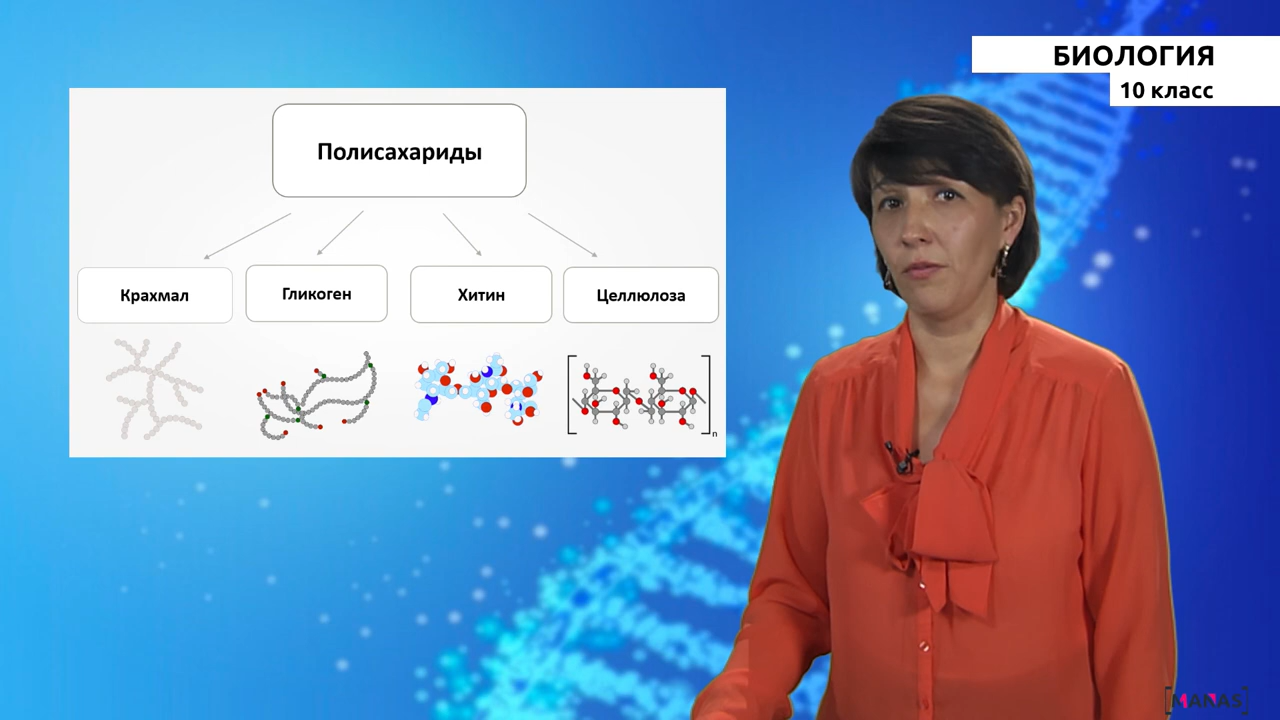 БИОЛОГИЯ
10 класс
Полисахариды
Крахмал
Гликоген
Хитин
Целлюлоза
n
[MANAS]